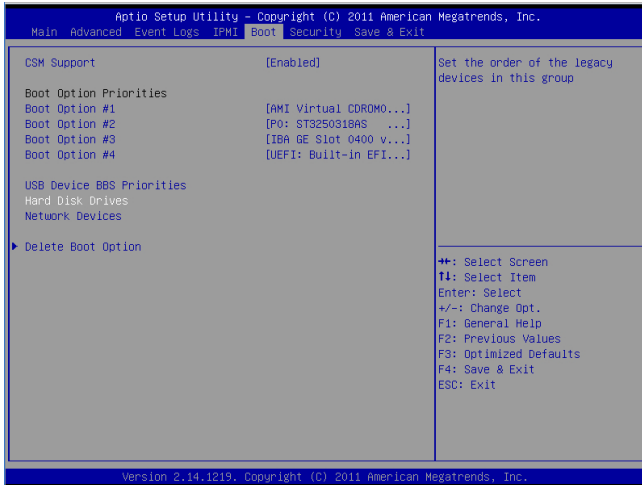 Aptio Setup Utility – Copyright (C) 2011 American Megatrends, Inc.
Main Advanced Event Logs IPMI Boot Security Save & Exit
CSM Support [Enabled]
Boot Option Priorities
Boot Option #1 [AMI Virtual CDROM0...]
Boot Option #2 [P0: ST3250318AS ...]
Boot Option #3 [IBA GE Slot 0400 v...]
Boot Option #4 [UEFI: Built-in EFI...]
USB Device BBS Priorities
Hard Disk Drives
Network Devices
Delete Boot Option
Set the order of the legacy
devices in this group
→←: Select Screen
↑↓: Select Item
Enter: Select
+/-: Change Opt.
F1: General Help
F2: Previous Values
F3: Optimized Defaults
F4: Save & Exit
ESC: Exit
Version 2.14.1219. Copyright (C) 2011 American Megatrends, Inc.